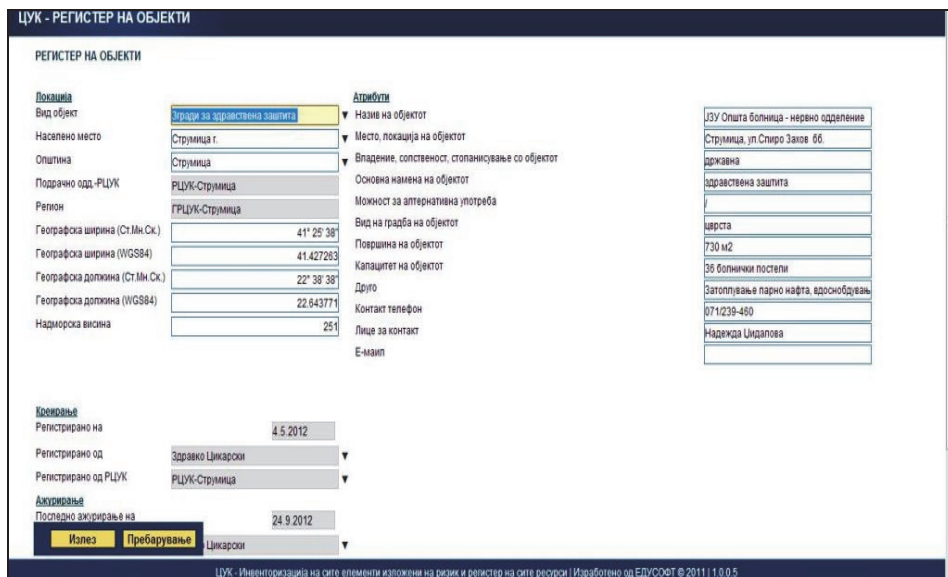 ЦУК - РЕГИСТЕР НА ОБЈЕКТИ
РЕГИСТЕР НА ОБЈЕКТИ
Локација
Вид објект Згради за здравствена заштита
Населено место Струмица г.
Општина Струмица
Подрачно одд.-РЦУК РЦУК-Струмица
Регион ГРЦУК-Струмица
Географска ширина (Ст.Мн.Ск.) 41° 25' 38"
Географска ширина (WGS84) 41.427263
Географска должина (Ст.Мн.Ск.) 22° 38' 38"
Географска должина (WGS84) 22.643771
Надморска висина 251
Атрибути
Назив на објектот ЈЗУ Општа болница - нервно одделение
Место, локација на објектот Струмица, ул.Спиро Захов бб.
Владение, сопственост, стопанисување со објектот државна
Основна намена на објектот здравствена заштита
Можност за алтернативна употреба /
Вид на градба на објектот цврста
Површина на објектот 730 м2
Капацитет на објектот 36 болнички постели
Друго Затоплување парно нафта, вдоснобдувањ
Контакт телефон 071/239-460
Лице за контакт Надежда Џидапова
Е-маил
Креирање
Регистрирано на 4.5.2012
Регистрирано од Здравко Цикарски
Регистрирано од РЦУК РЦУК-Струмица
Ажурирање
Последно ажурирање на 24.9.2012
Излез Пребарување Цикарски
ЦУК - Инвенторизација на сите елементи изложени на ризик и регистер на сите ресурси | Изработено од ЕДУСОФТ © 2011 | 1.0.0.5